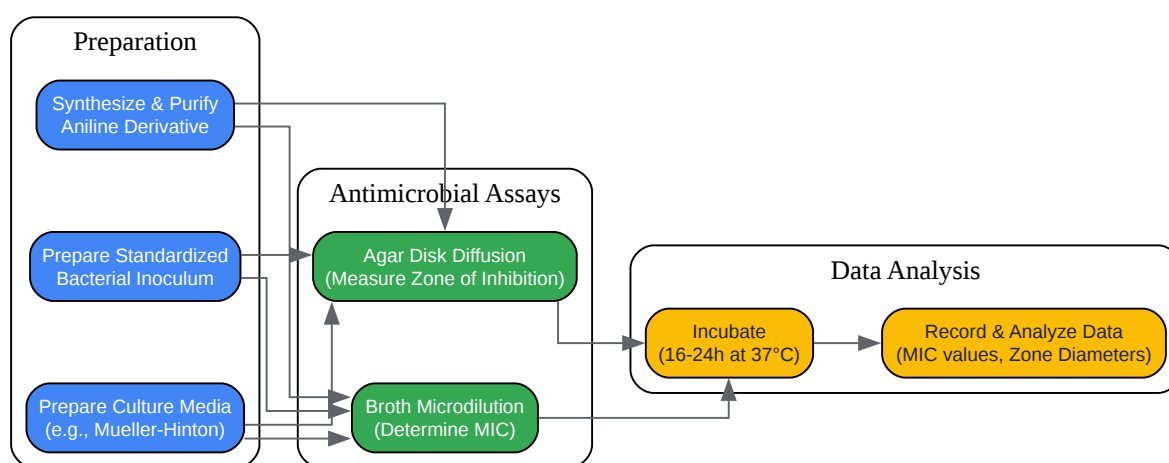 Preparation
Synthesize & Purify
Aniline Derivative
Prepare Standardized
Bacterial Inoculum
Prepare Culture Media
(e.g., Mueller-Hinton)
Antimicrobial Assays
Agar Disk Diffusion
(Measure Zone of Inhibition)
Broth Microdilution
(Determine MIC)
Data Analysis
Incubate
(16-24h at 37°C)
Record & Analyze Data
(MIC values, Zone Diameters)